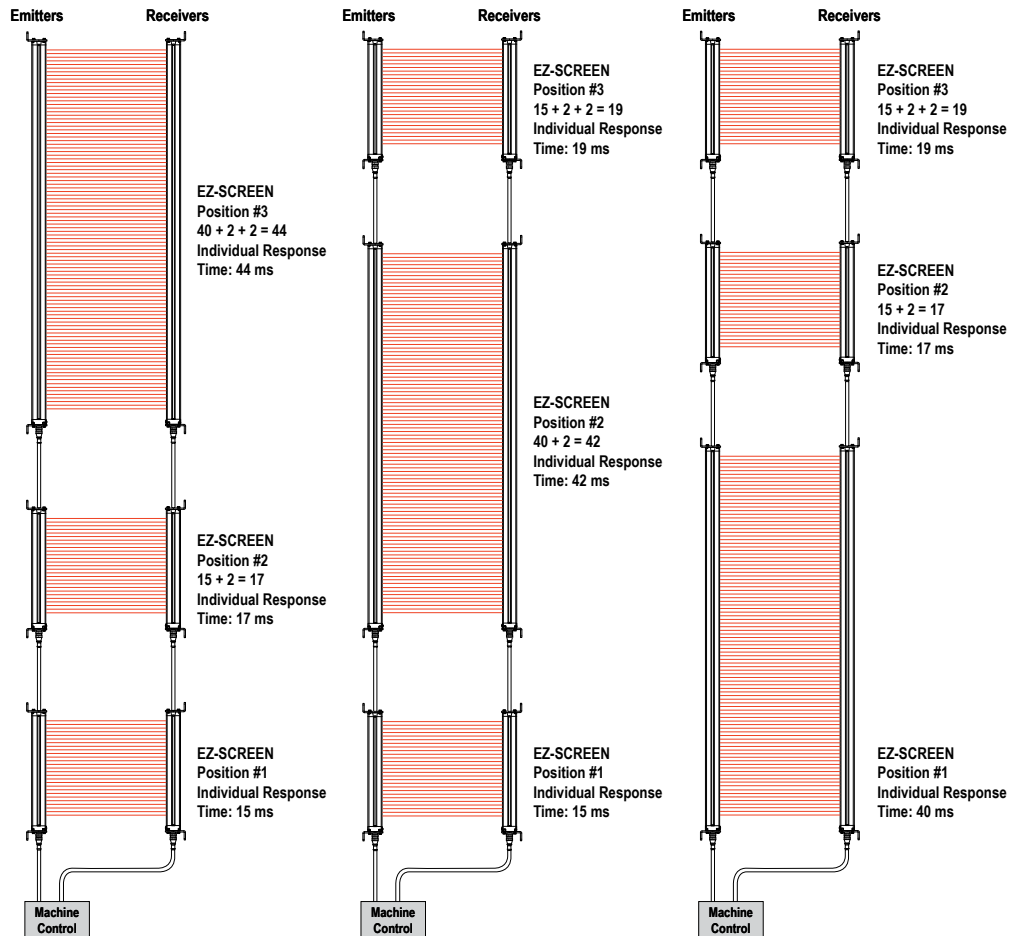 Emitters
Receivers
EZ-SCREEN
Position #3
40 + 2 + 2 = 44
Individual Response
Time: 44 ms
EZ-SCREEN
Position #2
15 + 2 = 17
Individual Response
Time: 17 ms
EZ-SCREEN
Position #1
Individual Response
Time: 15 ms
Machine
Control
Emitters
Receivers
EZ-SCREEN
Position #3
15 + 2 + 2 = 19
Individual Response
Time: 19 ms
EZ-SCREEN
Position #2
40 + 2 = 42
Individual Response
Time: 42 ms
EZ-SCREEN
Position #1
Individual Response
Time: 15 ms
Machine
Control
Emitters
Receivers
EZ-SCREEN
Position #3
15 + 2 + 2 = 19
Individual Response
Time: 19 ms
EZ-SCREEN
Position #2
15 + 2 = 17
Individual Response
Time: 17 ms
EZ-SCREEN
Position #1
Individual Response
Time: 40 ms
Machine
Control